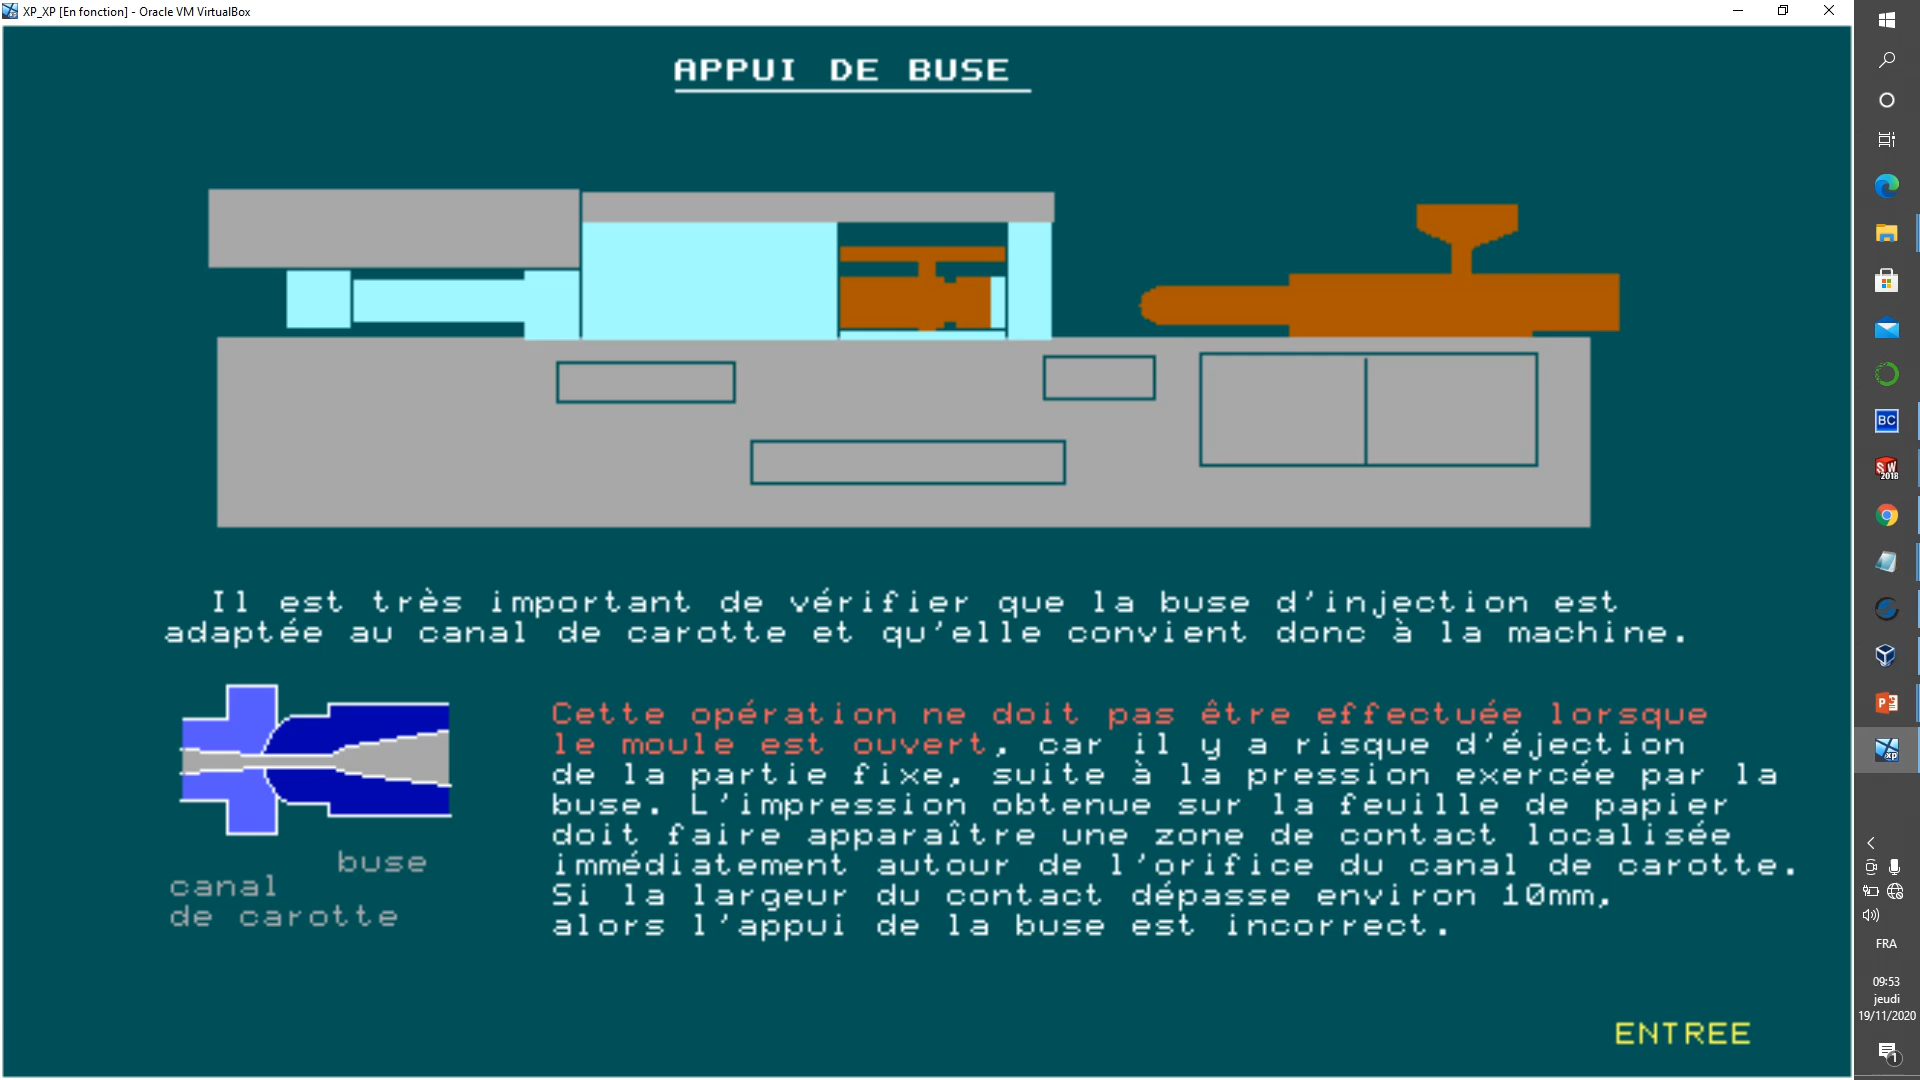 XP_XP [En fonction] - Oracle VM VirtualBox
APPUI DE BUSE
Il est très important de vérifier que la buse d'injection est
adaptée au canal de carotte et qu'elle convient donc à la machine.
Cette opération ne doit pas être effectuée lorsque
le moule est ouvert, car il y a risque d'éjection
de la partie fixe, suite à la pression exercée par la
buse. L'impression obtenue sur la feuille de papier
doit faire apparaître une zone de contact localisée
immédiatement autour de l'orifice du canal de carotte.
Si la largeur du contact dépasse environ 10mm,
alors l'appui de la buse est incorrect.
buse
canal
de carotte
ENTREE
BC
SW
2018
XP
FRA
09:53
jeudi
19/11/2020
1